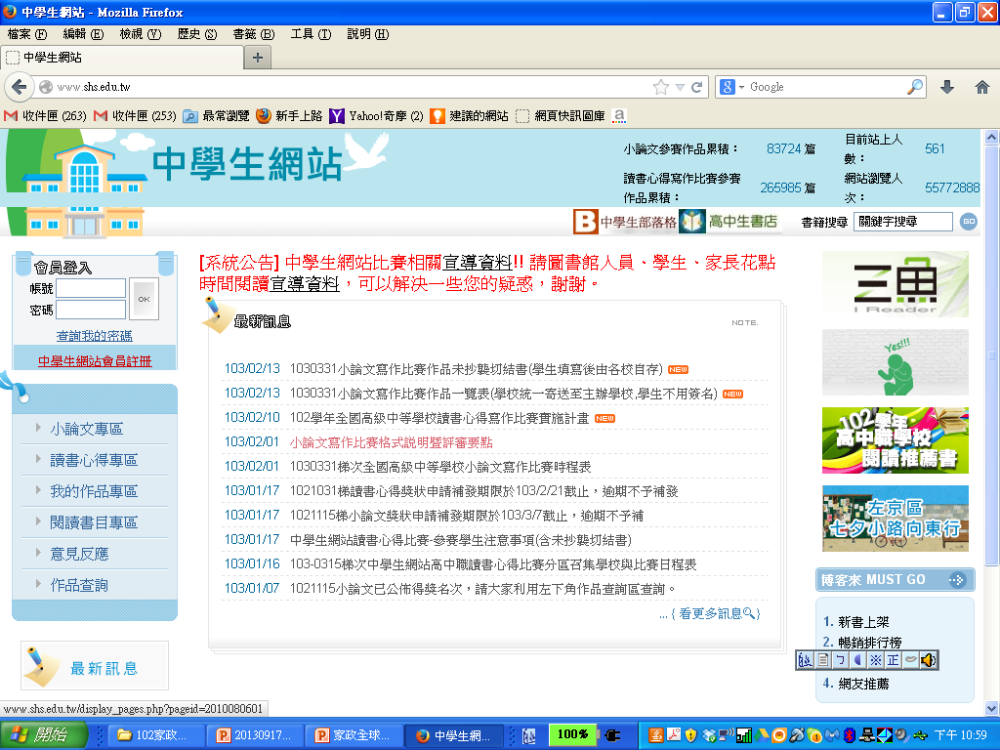 中學生網站 - Mozilla Firefox
檔案(F) 編輯(E) 檢視(V) 歷史(S) 書籤(B) 工具(T) 說明(H)
中學生網站
www.shs.edu.tw
Google
收件匣 (263) 收件匣 (253) 最常瀏覽 新手上路 Yahoo!奇摩 (2) 建議的網站 網頁快訊圖庫
中學生網站
小論文參賽作品累積： 83724 篇
讀書心得寫作比賽參賽
作品累積： 265985 篇
目前站上人
數： 561
網站瀏覽人
次： 55772888
中學生部落格 高中生書店 書籍搜尋 關鍵字搜尋 GO
會員登入
帳號
密碼
OK
查詢我的密碼
中學生網站會員註冊
小論文專區
讀書心得專區
我的作品專區
閱讀書目專區
意見反應
作品查詢
最新訊息
[系統公告] 中學生網站比賽相關宣導資料!! 請圖書館人員、學生、家長花點
時間閱讀宣導資料，可以解決一些您的疑惑，謝謝。
最新訊息
NOTE.
103/02/13 1030331小論文寫作比賽作品未抄襲切結書(學生填寫後由各校自存) NEW
103/02/13 1030331小論文寫作比賽作品一覽表(學校統一寄送至主辦學校,學生不用簽名) NEW
103/02/10 102學年全國高級中等學校讀書心得寫作比賽實施計畫 NEW
103/02/01 小論文寫作比賽格式說明暨評審要點
103/02/01 1030331梯次全國高級中等學校小論文寫作比賽時程表
103/01/17 1021031梯讀書心得獎狀申請補發期限於103/2/21截止，逾期不予補發
103/01/17 1021115梯小論文獎狀申請補發期限於103/3/7截止，逾期不予補
103/01/17 中學生網站讀書心得比賽-參賽學生注意事項(含未抄襲切結書)
103/01/16 103-0315梯次中學生網站高中職讀書心得比賽分區召集學校與比賽日程表
103/01/07 1021115小論文已公佈得獎名次，請大家利用左下角作品查詢區查詢。
...{ 看更多訊息 }
三魚
I Reader
Yes!!!
102學年
高中職學校
閱讀推薦書
左京區
七夕小路向東行
博客來 MUST GO
1. 新書上架
2. 暢銷排行榜
4. 網友推薦
正
www.shs.edu.tw/display_pages.php?pageid=2010080601
開始 102家政... 20130917... 家政全球... 中學生網... 100% 下午 10:59